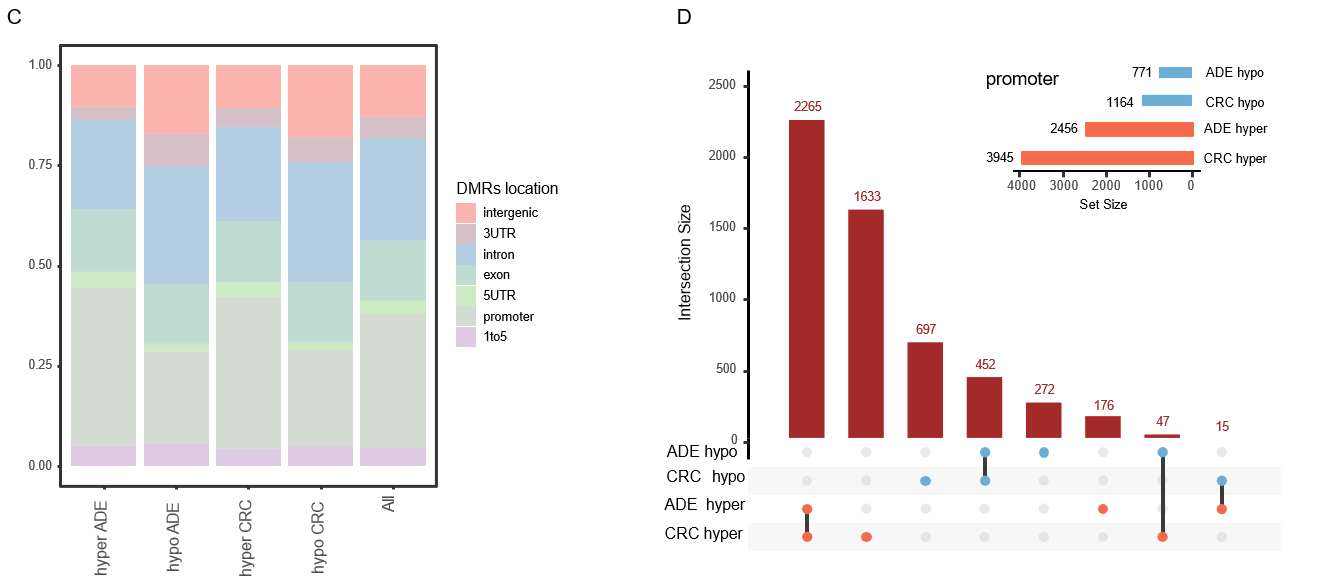 C
1.00
0.75
0.50
0.25
0.00
hyper ADE
hypo ADE
hyper CRC
hypo CRC
All
DMRs location
intergenic
3UTR
intron
exon
5UTR
promoter
1to5
D
promoter
771 ADE hypo
1164 CRC hypo
2456 ADE hyper
3945 CRC hyper
4000 3000 2000 1000 0
Set Size
Intersection Size
2500
2000
1500
1000
500
0
2265
1633
697
452
272
176
47
15
ADE hypo
CRC hypo
ADE hyper
CRC hyper